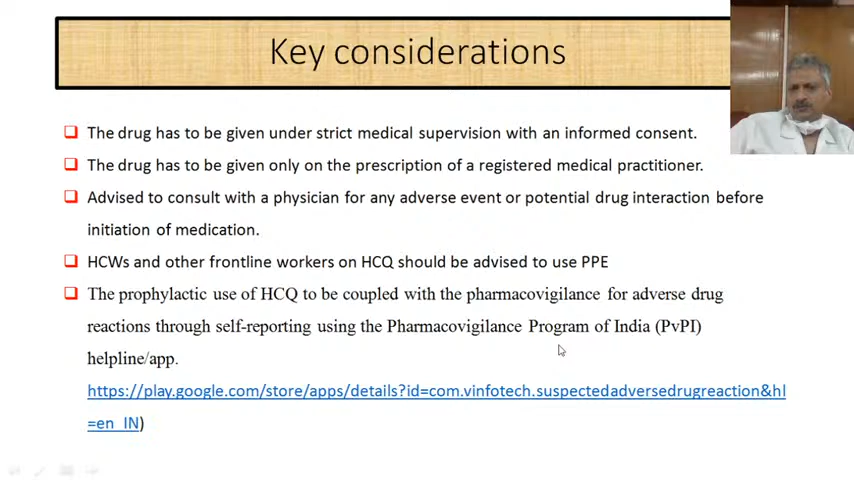 Key considerations
The drug has to be given under strict medical supervision with an informed consent.
The drug has to be given only on the prescription of a registered medical practitioner.
Advised to consult with a physician for any adverse event or potential drug interaction before
initiation of medication.
HCWs and other frontline workers on HCQ should be advised to use PPE
The prophylactic use of HCQ to be coupled with the pharmacovigilance for adverse drug
reactions through self-reporting using the Pharmacovigilance Program of India (PvPI)
helpline/app.
https://play.google.com/store/apps/details?id=com.vinfotech.suspectedadversedrugreaction&hl
=en_IN)